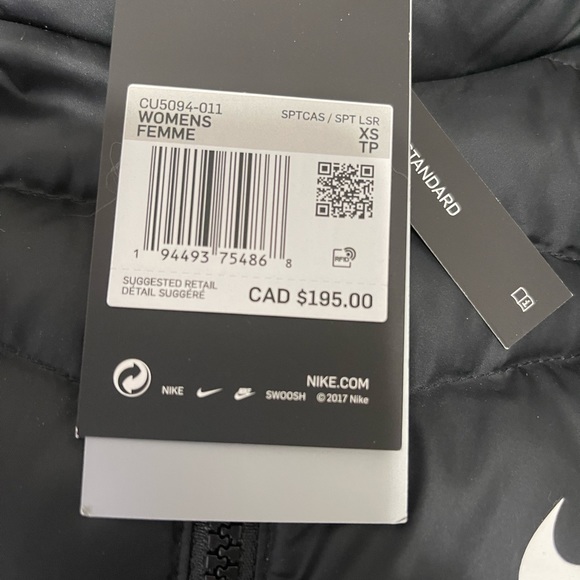 CU5094-011
WOMENS
FEMME
SPTCAS / SPT LSR
XS
TP
1 94493 75486 8
RFID
SUGGESTED RETAIL
DÉTAIL SUGGÉRÉ
CAD $195.00
NIKE.COM
NIKE SWOOSH © 2017 Nike
STANDARD